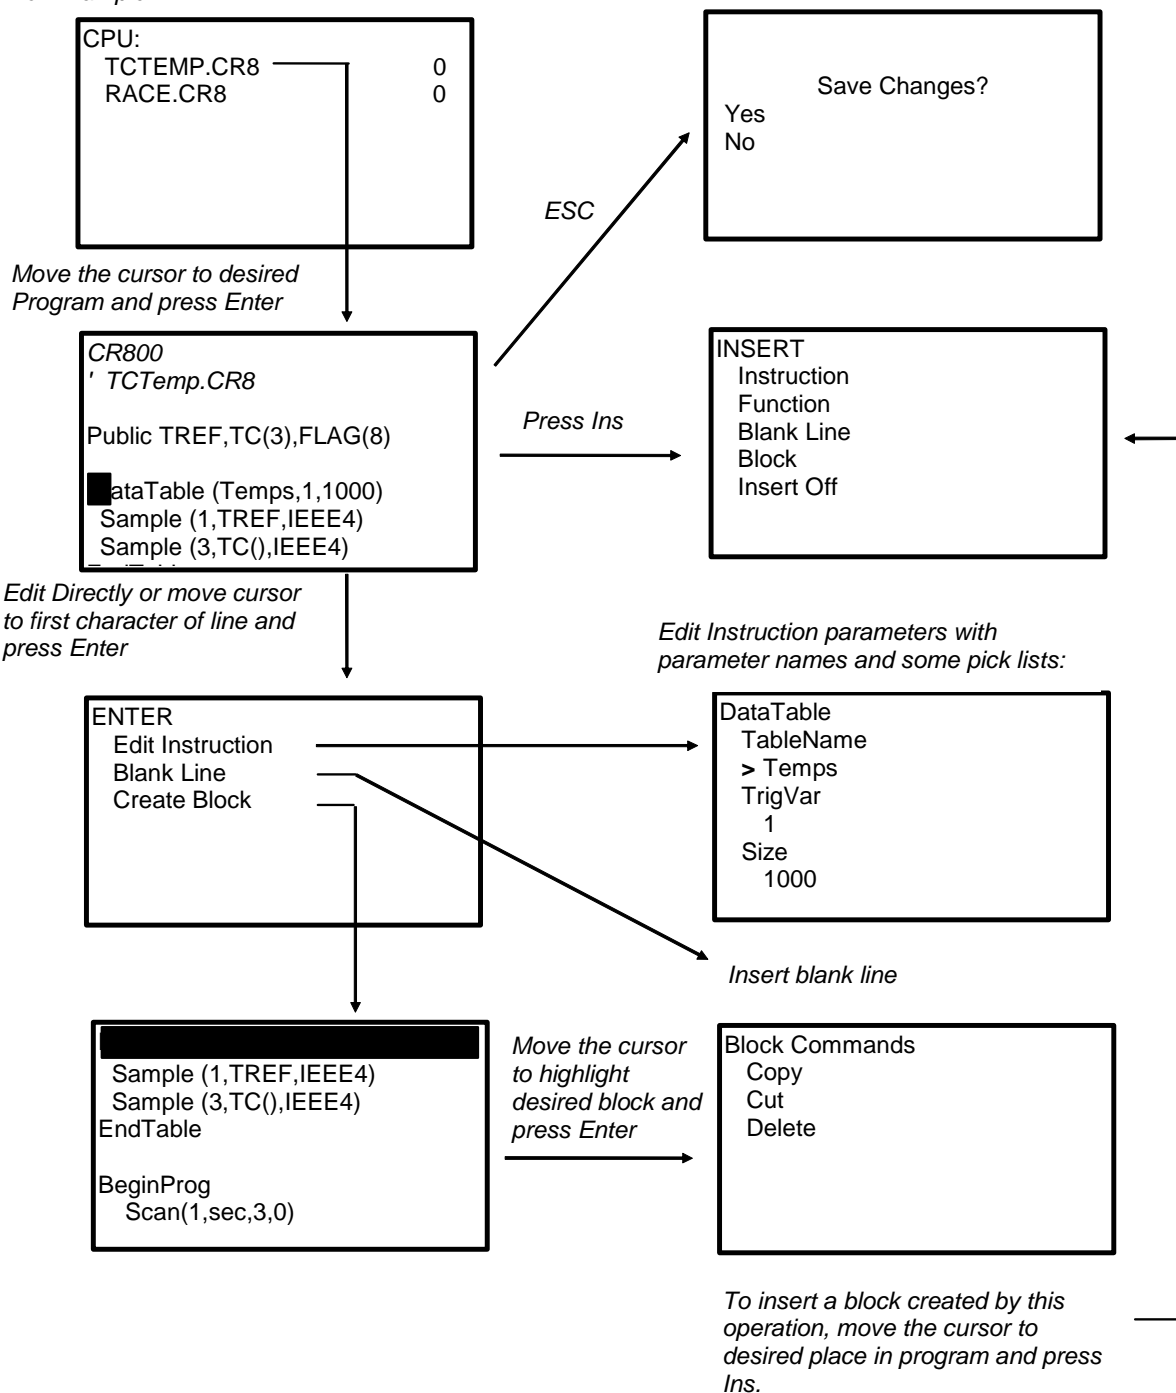 CPU:
TCTEMP.CR8 0
RACE.CR8 0
Save Changes?
Yes
No
ESC
Move the cursor to desired
Program and press Enter
CR800
' TCTemp.CR8
Public TREF,TC(3),FLAG(8)
ataTable (Temps,1,1000)
Sample (1,TREF,IEEE4)
Sample (3,TC(),IEEE4)
Press Ins
INSERT
Instruction
Function
Blank Line
Block
Insert Off
Edit Directly or move cursor
to first character of line and
press Enter
Edit Instruction parameters with
parameter names and some pick lists:
ENTER
Edit Instruction
Blank Line
Create Block
DataTable
TableName
> Temps
TrigVar
1
Size
1000
Insert blank line
Sample (1,TREF,IEEE4)
Sample (3,TC(),IEEE4)
EndTable
BeginProg
Scan(1,sec,3,0)
Move the cursor
to highlight
desired block and
press Enter
Block Commands
Copy
Cut
Delete
To insert a block created by this
operation, move the cursor to
desired place in program and press
Ins.